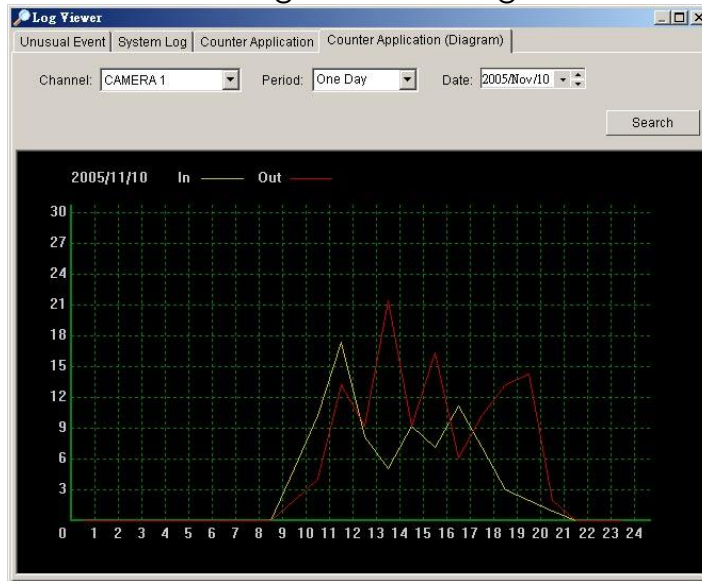 Log Viewer
Unusual Event System Log Counter Application Counter Application (Diagram)
Channel: CAMERA 1 Period: One Day Date: 2005/Nov/10
Search
2005/11/10 In Out
30
27
24
21
18
15
12
9
6
3
0 1 2 3 4 5 6 7 8 9 10 11 12 13 14 15 16 17 18 19 20 21 22 23 24